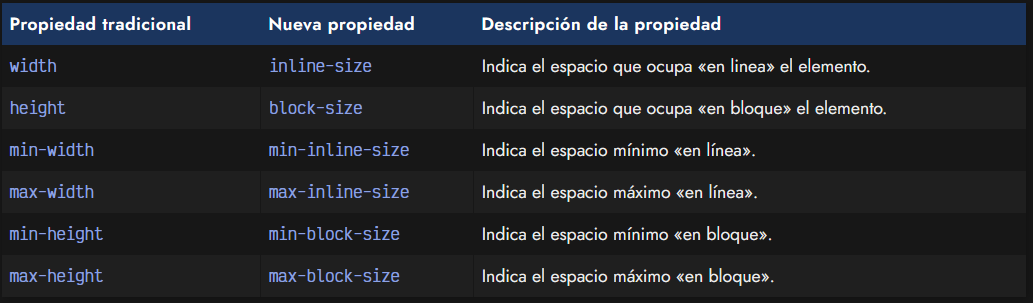 Propiedad tradicional Nueva propiedad Descripción de la propiedad
width inline-size Indica el espacio que ocupa «en linea» el elemento.
height block-size Indica el espacio que ocupa «en bloque» el elemento.
min-width min-inline-size Indica el espacio mínimo «en línea».
max-width max-inline-size Indica el espacio máximo «en línea».
min-height min-block-size Indica el espacio mínimo «en bloque».
max-height max-block-size Indica el espacio máximo «en bloque».